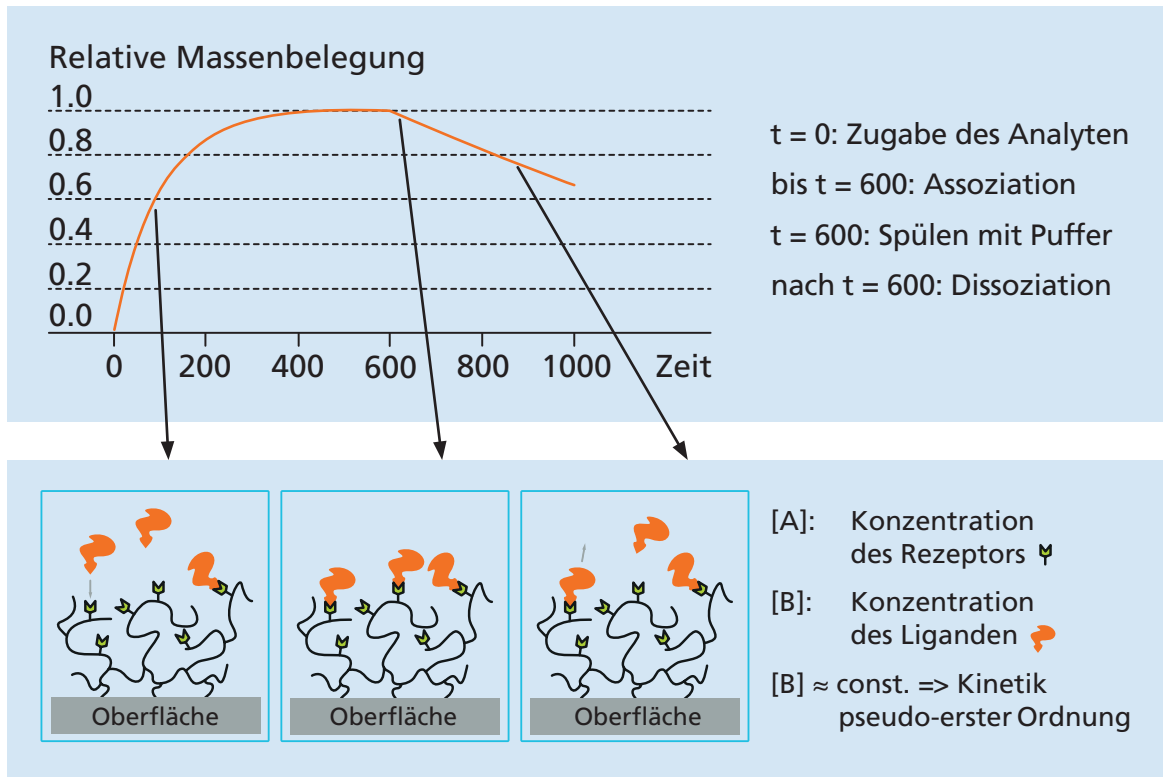 Relative Massenbelegung
1.0
0.8
0.6
0.4
0.2
0.0
0 200 400 600 800 1000 Zeit
t = 0: Zugabe des Analyten
bis t = 600: Assoziation
t = 600: Spülen mit Puffer
nach t = 600: Dissoziation
Oberfläche
Oberfläche
Oberfläche
[A]: Konzentration
des Rezeptors
[B]: Konzentration
des Liganden
[B] ≈ const. => Kinetik
pseudo-erster Ordnung